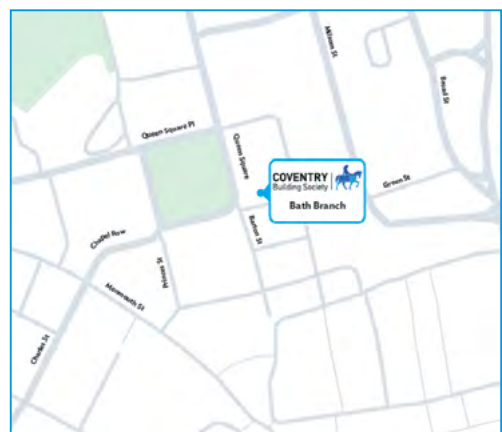 Milsom St
Broad St
Queen Square Pl
Queen Square
COVENTRY
Building Society
Bath Branch
Green St
Barton St
Chapel Row
Princes St
Monmouth St
Charles St